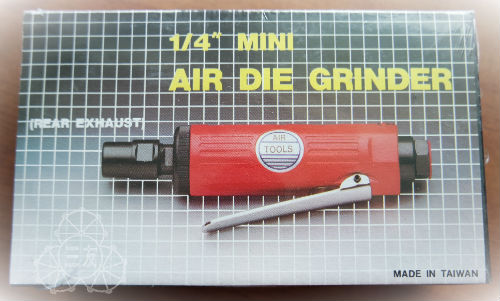 1/4" MINI
AIR DIE GRINDER
(REAR EXHAUST)
AIR
TOOLS
MADE IN TAIWAN